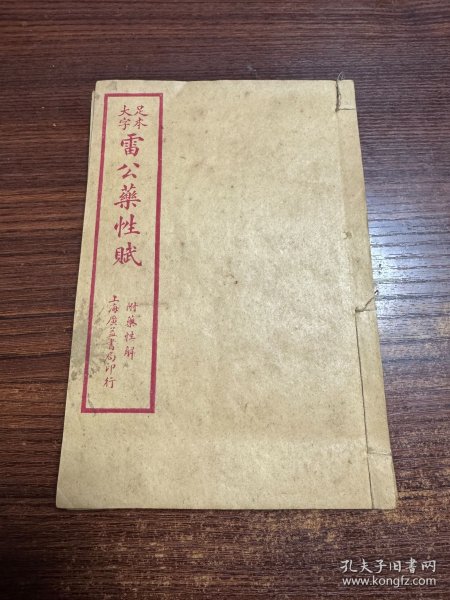 足本
大字
雷公藥性賦
附藥性解
上海廣益書局印行
孔夫子旧书网
www.kongfz.com